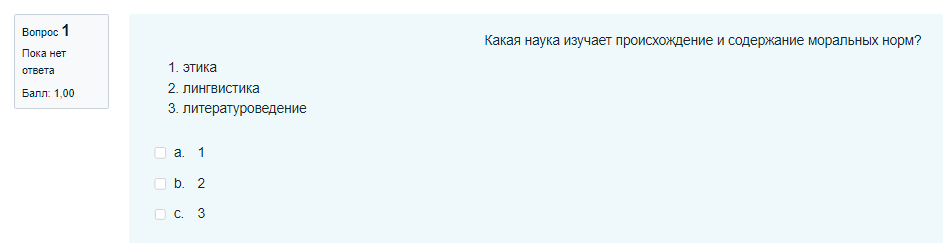 Вопрос 1
Пока нет
ответа
Балл: 1,00
Какая наука изучает происхождение и содержание моральных норм?
1. этика
2. лингвистика
3. литературоведение
a. 1
b. 2
c. 3